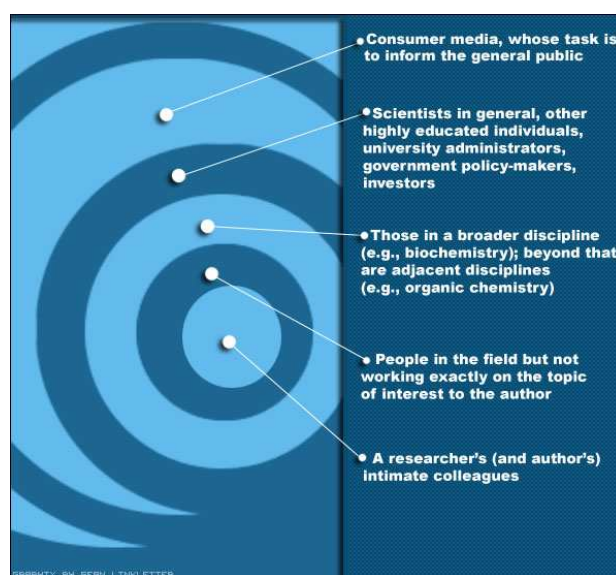 Consumer media, whose task is
to inform the general public
Scientists in general, other
highly educated individuals,
university administrators,
government policy-makers,
investors
Those in a broader discipline
(e.g., biochemistry); beyond that
are adjacent disciplines
(e.g., organic chemistry)
People in the field but not
working exactly on the topic
of interest to the author
A researcher's (and author's)
intimate colleagues